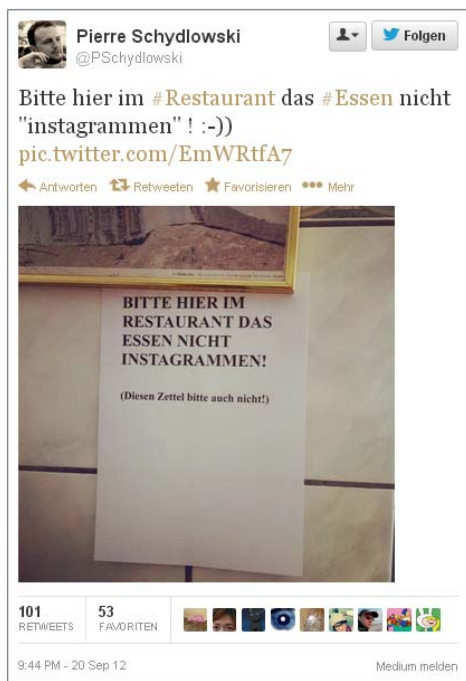 Pierre Schydlowski
@PSchydlowski
Folgen
Bitte hier im #Restaurant das #Essen nicht
"instagrammen" ! :-))
pic.twitter.com/EmWRtfA7
Antworten Retweeten Favorisieren Mehr
BITTE HIER IM
RESTAURANT DAS
ESSEN NICHT
INSTAGRAMMEN!
(Diesen Zettel bitte auch nicht!)
101 53
RETWEETS FAVORITEN
9:44 PM - 20 Sep 12 Medium melden